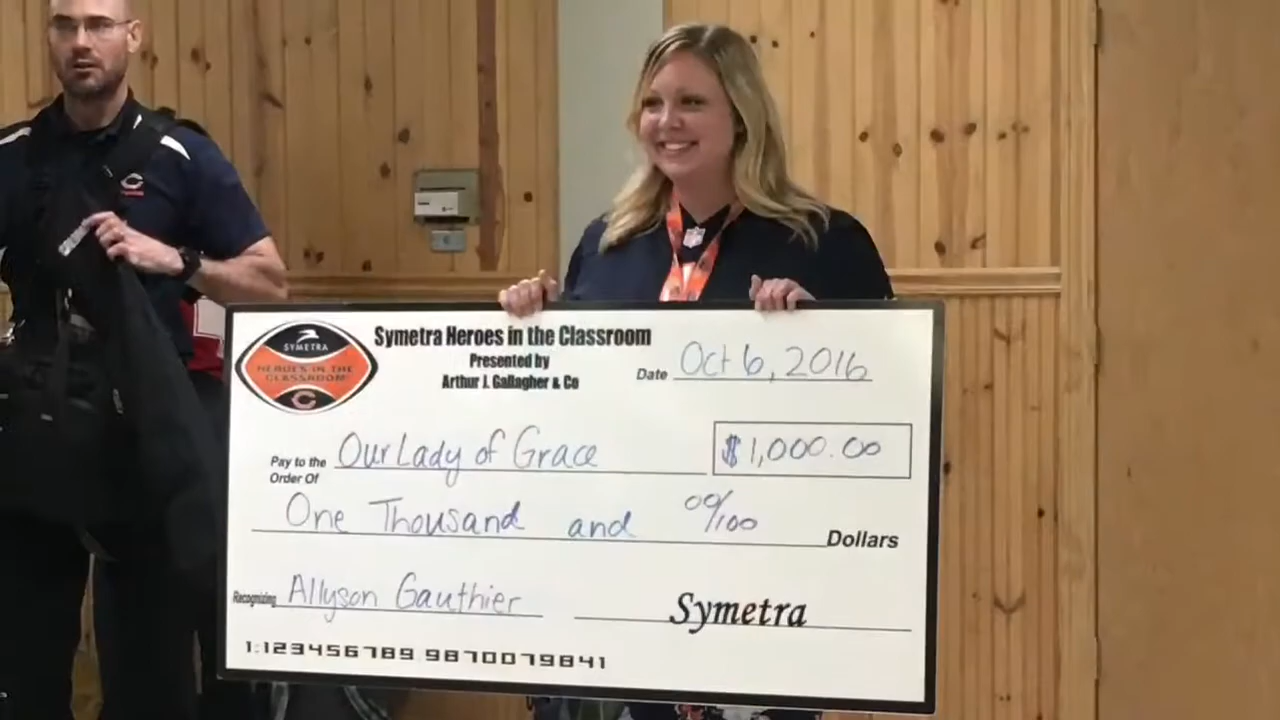 SYMETRA
HEROES IN THE
CLASSROOM
C
Symetra Heroes in the Classroom
Presented by
Arthur J. Gallagher & Co
Date Oct 6, 2016
Pay to the
Order Of
Our Lady of Grace
$1,000.00
One Thousand and 00/100 Dollars
Recognizing Allyson Gauthier
Symetra
1:123456789 9870079841
C
NFL